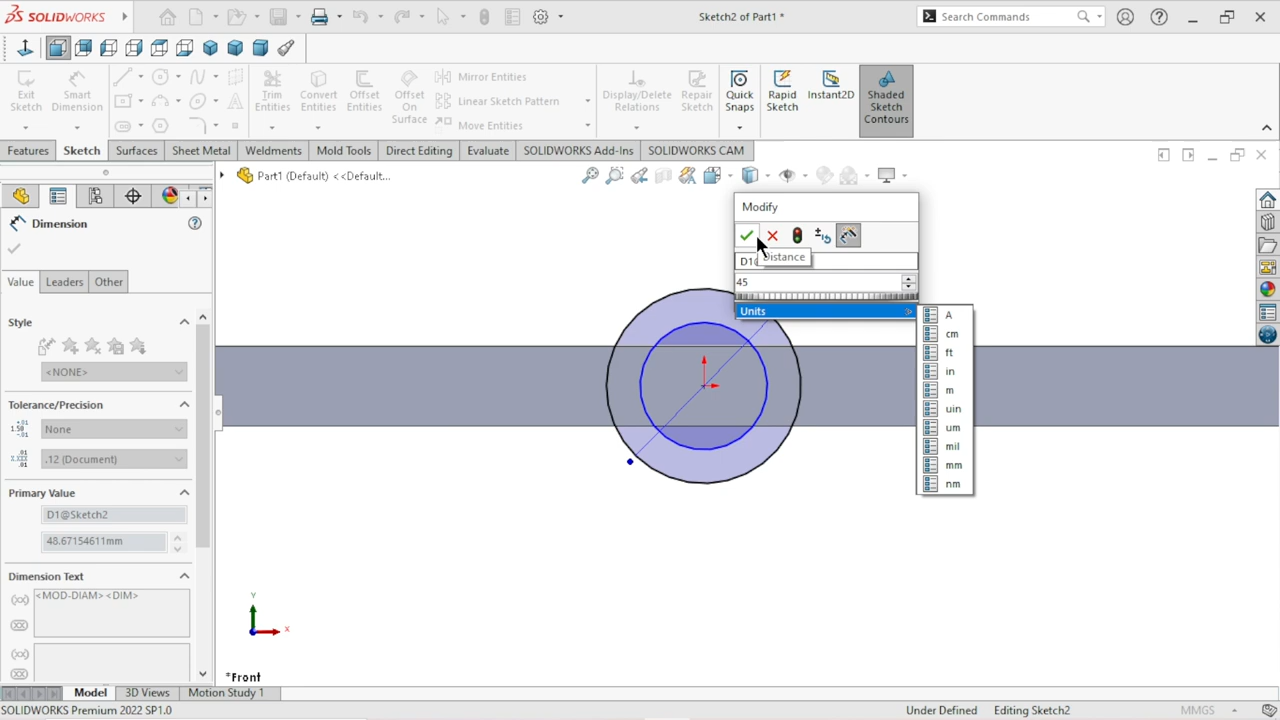 SOLIDWORKS
Sketch2 of Part1 *
Search Commands
Exit Sketch
Smart Dimension
Trim Entities
Convert Entities
Offset Entities
Offset On Surface
Mirror Entities
Linear Sketch Pattern
Move Entities
Display/Delete Relations
Repair Sketch
Quick Snaps
Rapid Sketch
Instant2D
Shaded Sketch Contours
Features
Sketch
Surfaces
Sheet Metal
Weldments
Mold Tools
Direct Editing
Evaluate
SOLIDWORKS Add-Ins
SOLIDWORKS CAM
Part1 (Default) <<Default...
Dimension
Value
Leaders
Other
Style
<NONE>
Tolerance/Precision
None
.12 (Document)
Primary Value
D1@Sketch2
48.67154611mm
Dimension Text
<MOD-DIAM><DIM>
Modify
Distance
45
Units
A
cm
ft
in
m
uin
um
mil
mm
nm
Y
X
*Front
Model
3D Views
Motion Study 1
SOLIDWORKS Premium 2022 SP1.0
Under Defined
Editing Sketch2
MMGS